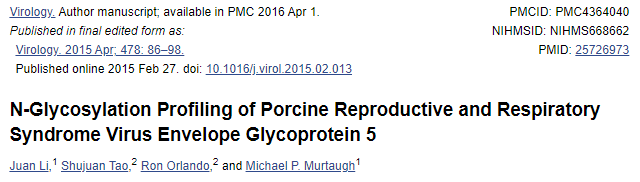 Virology. Author manuscript; available in PMC 2016 Apr 1.
PMCID: PMC4364040
Published in final edited form as:
NIHMSID: NIHMS668662
Virology. 2015 Apr; 478: 86–98.
PMID: 25726973
Published online 2015 Feb 27. doi: 10.1016/j.virol.2015.02.013
N-Glycosylation Profiling of Porcine Reproductive and Respiratory
Syndrome Virus Envelope Glycoprotein 5
Juan Li,1 Shujuan Tao,2 Ron Orlando,2 and Michael P. Murtaugh1